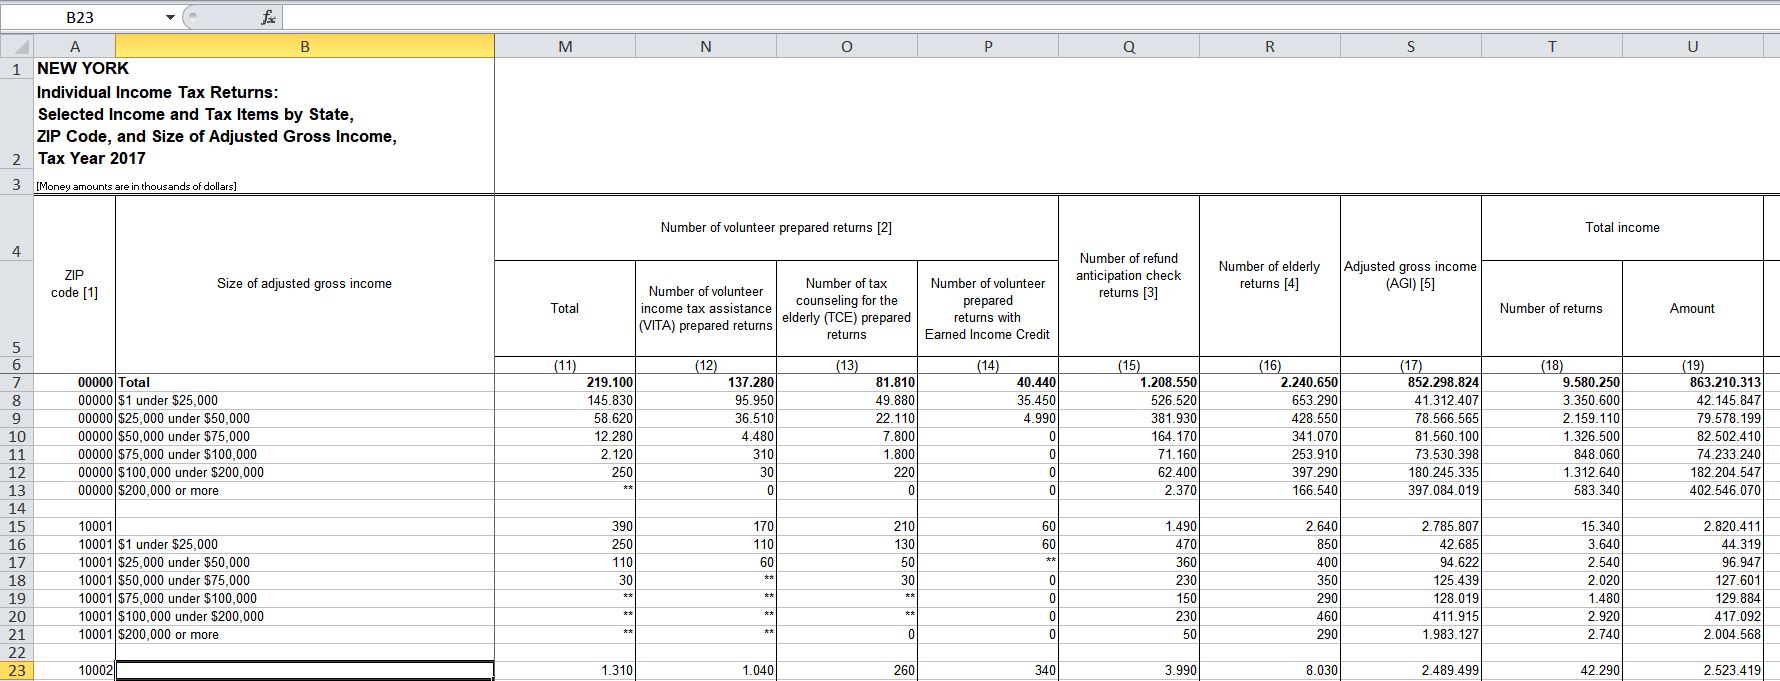 B23 fx
A B M N O P Q R S T U
1 NEW YORK
Individual Income Tax Returns:
Selected Income and Tax Items by State,
ZIP Code, and Size of Adjusted Gross Income,
2 Tax Year 2017
3 [Money amounts are in thousands of dollars]
4
5
ZIP
code [1]
Size of adjusted gross income
Number of volunteer prepared returns [2]
Total
Number of volunteer
income tax assistance
(VITA) prepared returns
Number of tax
counseling for the
elderly (TCE) prepared
returns
Number of volunteer
prepared
returns with
Earned Income Credit
Number of refund
anticipation check
returns [3]
Number of elderly
returns [4]
Adjusted gross income
(AGI) [5]
Total income
Number of returns
Amount
6 (11) (12) (13) (14) (15) (16) (17) (18) (19)
7 00000 Total 219.100 137.280 81.810 40.440 1.208.550 2.240.650 852.298.824 9.580.250 863.210.313
8 00000 $1 under $25,000 145.830 95.950 49.880 35.450 526.520 653.290 41.312.407 3.350.600 42.145.847
9 00000 $25,000 under $50,000 58.620 36.510 22.110 4.990 381.930 428.550 78.566.565 2.159.110 79.578.199
10 00000 $50,000 under $75,000 12.280 4.480 7.800 0 164.170 341.070 81.560.100 1.326.500 82.502.410
11 00000 $75,000 under $100,000 2.120 310 1.800 0 71.160 253.910 73.530.398 848.060 74.233.240
12 00000 $100,000 under $200,000 250 30 220 0 62.400 397.290 180.245.335 1.312.640 182.204.547
13 00000 $200,000 or more ** 0 0 0 2.370 166.540 397.084.019 583.340 402.546.070
14
15 10001 390 170 210 60 1.490 2.640 2.785.807 15.340 2.820.411
16 10001 $1 under $25,000 250 110 130 60 470 850 42.685 3.640 44.319
17 10001 $25,000 under $50,000 110 60 50 ** 360 400 94.622 2.540 96.947
18 10001 $50,000 under $75,000 30 ** 30 0 230 350 125.439 2.020 127.601
19 10001 $75,000 under $100,000 ** ** ** 0 150 290 128.019 1.480 129.884
20 10001 $100,000 under $200,000 ** ** ** 0 230 460 411.915 2.920 417.092
21 10001 $200,000 or more ** ** 0 0 50 290 1.983.127 2.740 2.004.568
22
23 10002 1.310 1.040 260 340 3.990 8.030 2.489.499 42.290 2.523.419